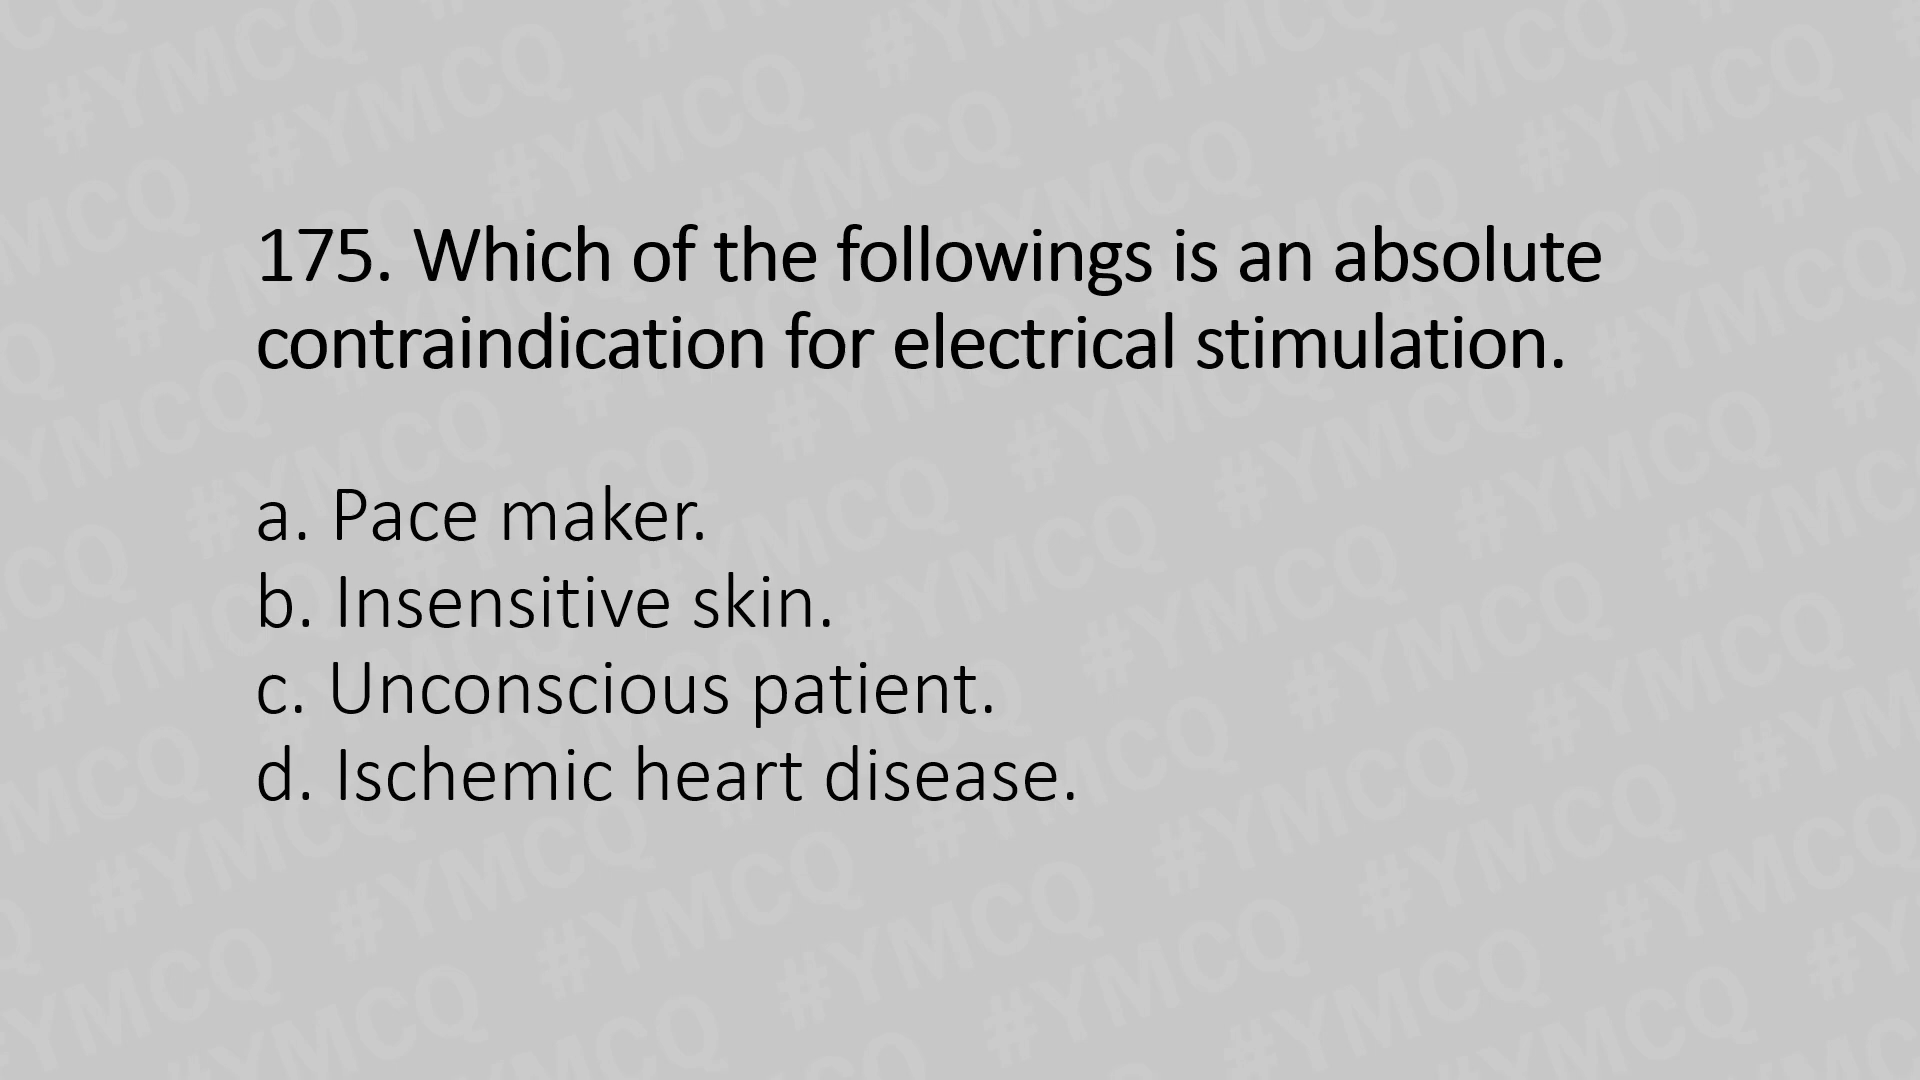 175. Which of the followings is an absolute
contraindication for electrical stimulation.
a. Pace maker.
b. Insensitive skin.
c. Unconscious patient.
d. Ischemic heart disease.
#YMCQ